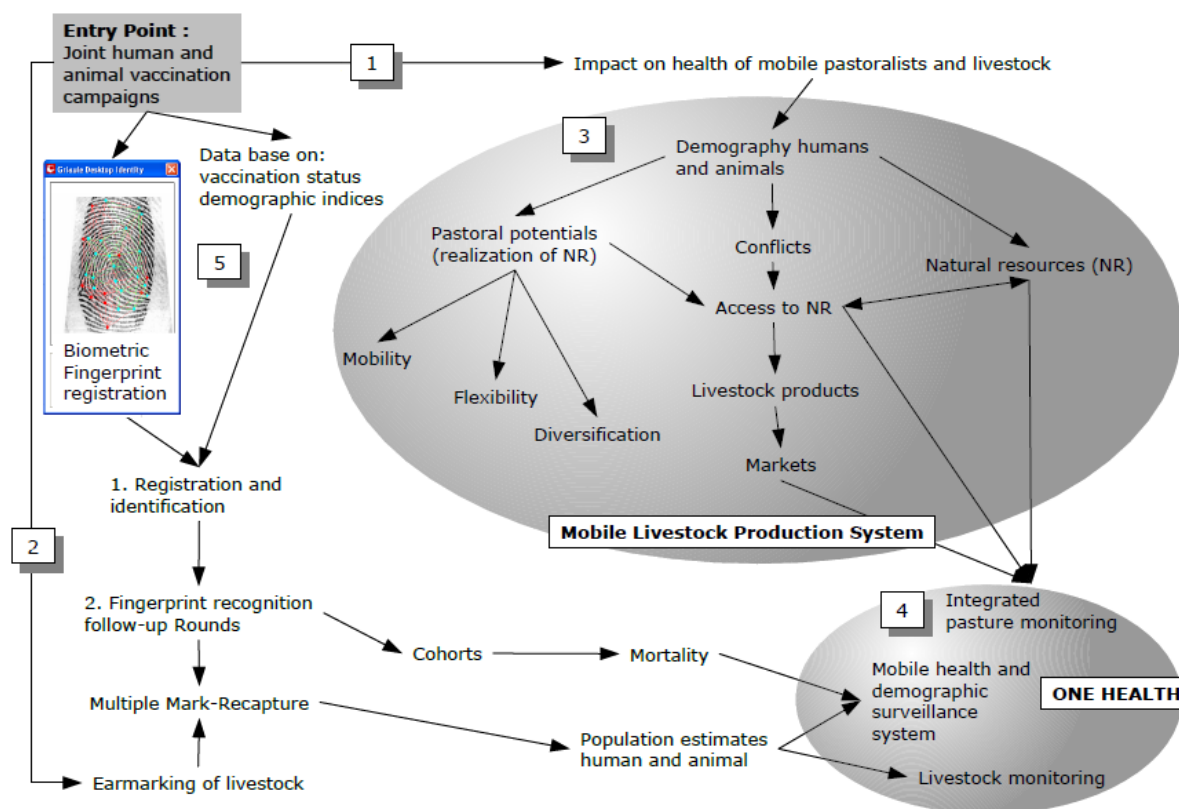 Entry Point :
Joint human and
animal vaccination
campaigns
1
Impact on health of mobile pastoralists and livestock
3
Demography humans
and animals
Data base on:
vaccination status
demographic indices
5
Biometric
Fingerprint
registration
Pastoral potentials
(realization of NR)
Conflicts
Natural resources (NR)
Access to NR
Mobility
Flexibility
Diversification
Livestock products
Markets
Mobile Livestock Production System
1. Registration and
identification
2
2. Fingerprint recognition
follow-up Rounds
Cohorts
Mortality
Multiple Mark-Recapture
Population estimates
human and animal
Earmarking of livestock
4
Integrated
pasture monitoring
Mobile health and
demographic
surveillance
system
ONE HEALTH
Livestock monitoring